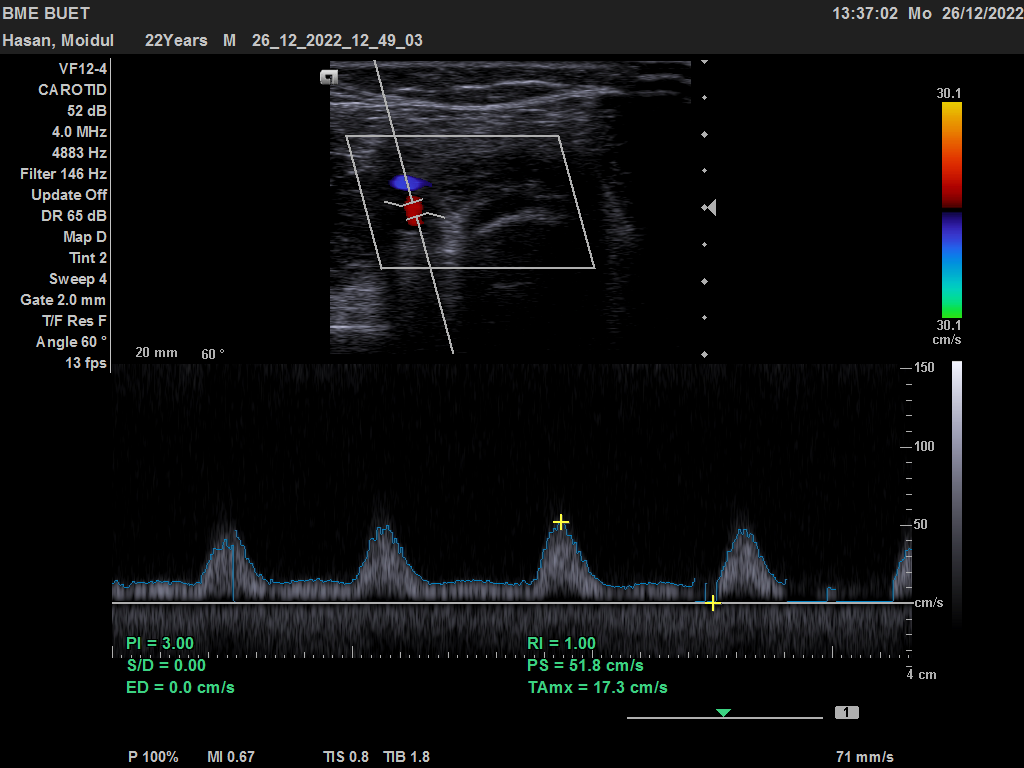 BME BUET
13:37:02 Mo 26/12/2022
Hasan, Moidul 22Years M 26_12_2022_12_49_03
VF12-4
CAROTID
52 dB
4.0 MHz
4883 Hz
Filter 146 Hz
Update Off
DR 65 dB
Map D
Tint 2
Sweep 4
Gate 2.0 mm
T/F Res F
Angle 60 °
13 fps
20 mm 60 °
30.1
30.1
cm/s
150
100
50
cm/s
4 cm
PI = 3.00
S/D = 0.00
ED = 0.0 cm/s
RI = 1.00
PS = 51.8 cm/s
TAmx = 17.3 cm/s
1
P 100% MI 0.67 TIS 0.8 TIB 1.8 71 mm/s